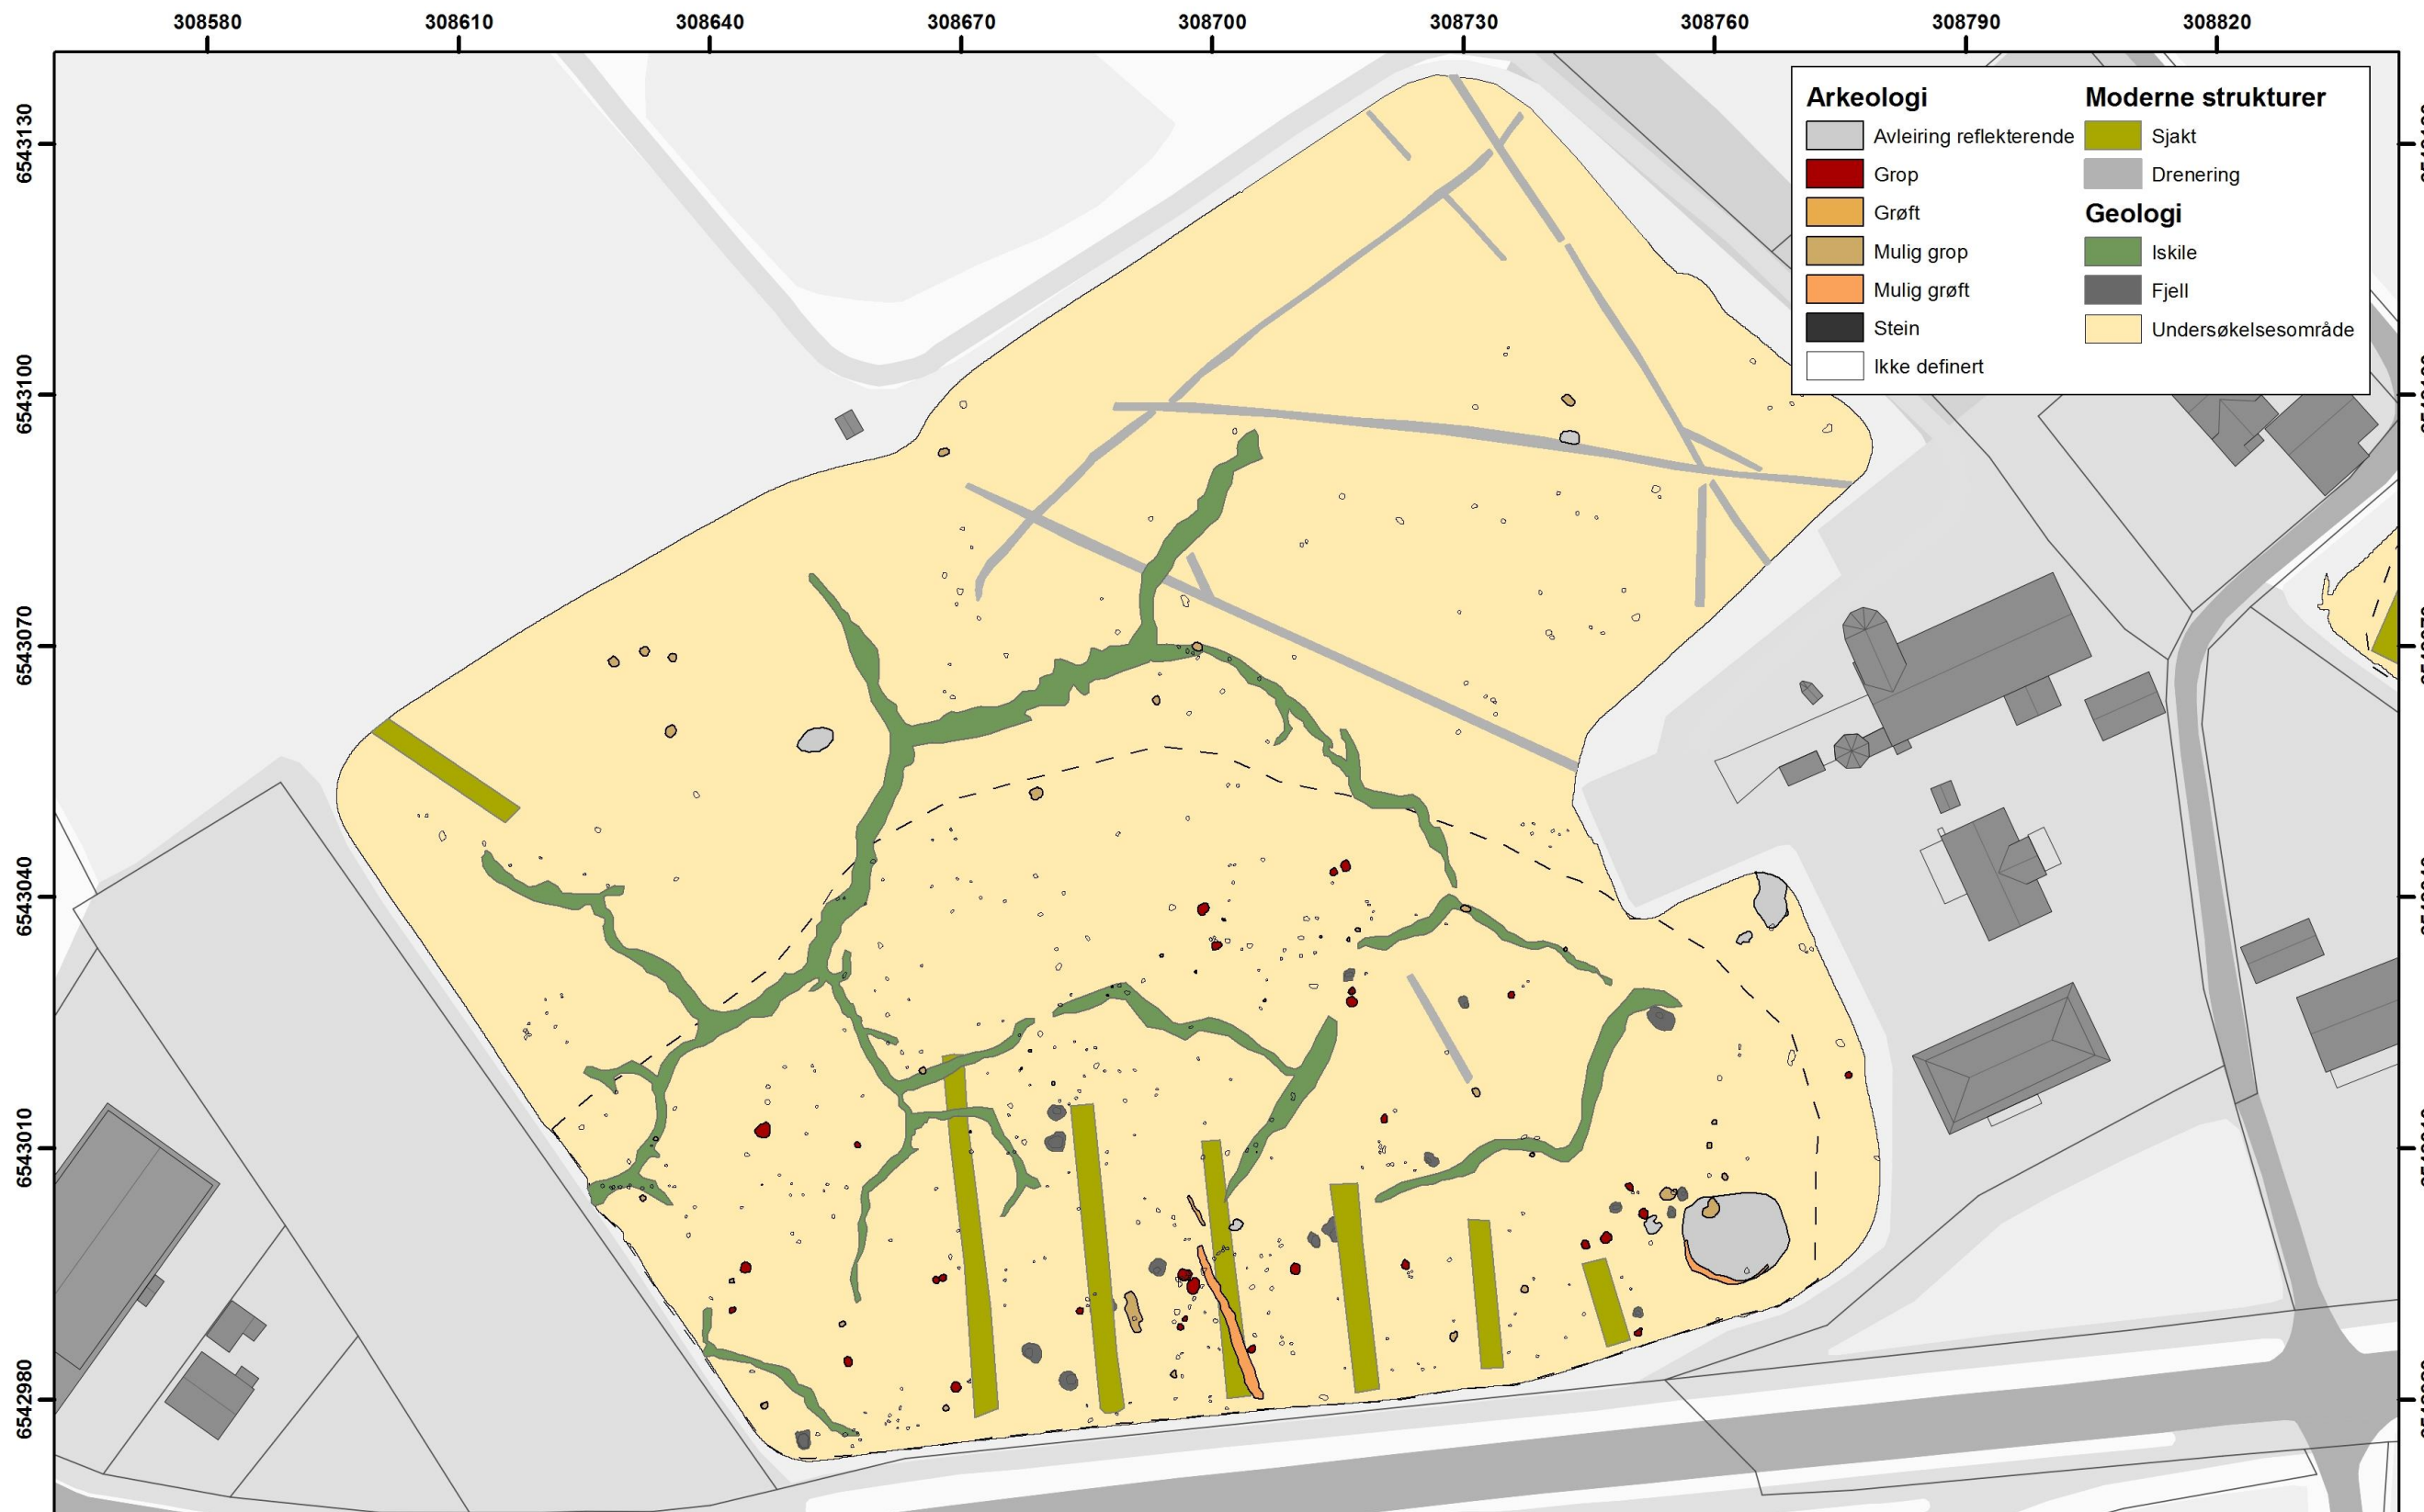 308580 308610 308640 308670 308700 308730 308760 308790 308820
6543130
6543100
6543070
6543040
6543010
6542980
Arkeologi
Avleiring reflekterende
Grop
Grøft
Mulig grop
Mulig grøft
Stein
Ikke definert
Moderne strukturer
Sjakt
Drenering
Geologi
Iskile
Fjell
Undersøkelsesområde